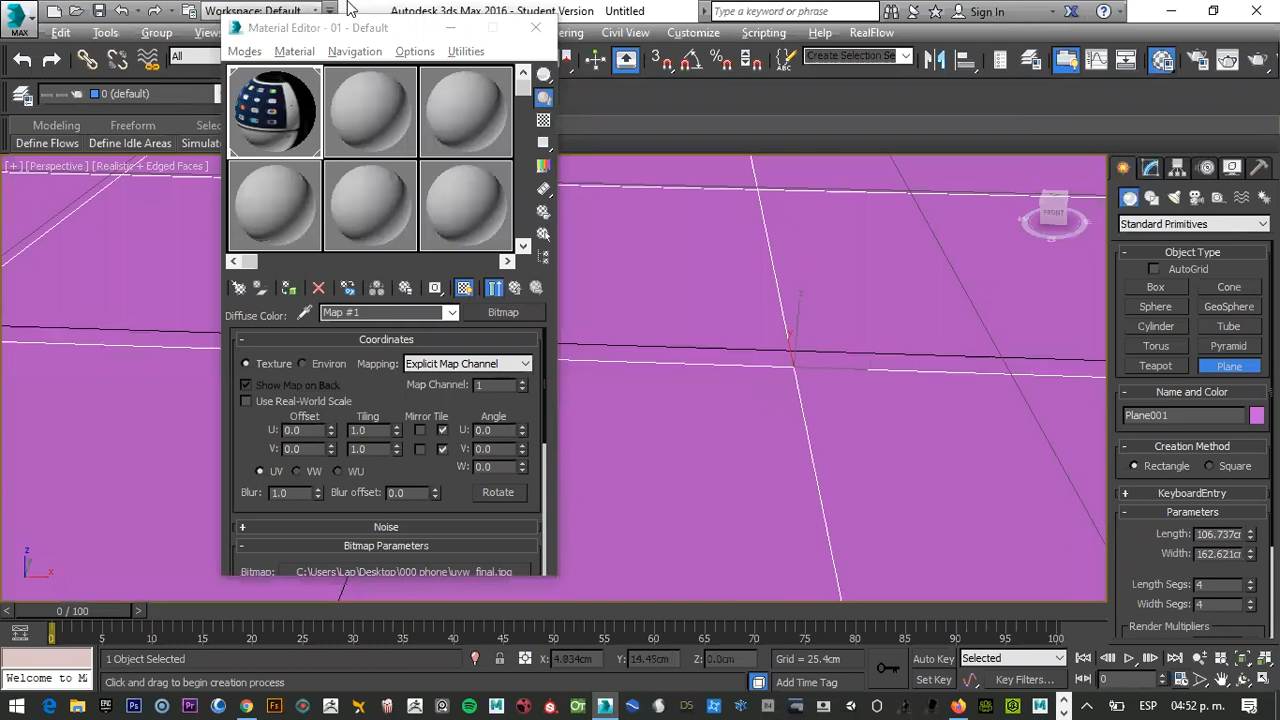 Workspace: Default
Autodesk 3ds Max 2016 - Student Version
Untitled
Type a keyword or phrase
Sign In
MAX
Edit
Tools
Group
Material Editor - 01 - Default
Civil View
Customize
Scripting
Help
RealFlow
Modes Material Navigation Options Utilities
All
Create Selection Se
0 (default)
Modeling Freeform Selec
Define Flows Define Idle Areas Simulate
[+] [Perspective] [Realistic + Edged Faces]
FRONT
Standard Primitives
Object Type
AutoGrid
Box Cone
Sphere GeoSphere
Cylinder Tube
Torus Pyramid
Teapot Plane
Name and Color
Plane001
Creation Method
Rectangle Square
KeyboardEntry
Parameters
Length: 106.737cm
Width: 162.621cm
Length Segs: 4
Width Segs: 4
Render Multipliers
Diffuse Color: Map #1 Bitmap
Coordinates
Texture Environ Mapping: Explicit Map Channel
Show Map on Back Map Channel: 1
Use Real-World Scale
Offset Tiling Mirror Tile Angle
U: 0.0 1.0 U: 0.0
V: 0.0 1.0 V: 0.0
W: 0.0
UV VW WU
Blur: 1.0 Blur offset: 0.0 Rotate
Noise
Bitmap Parameters
Bitmap: C:\Users\Lap\Desktop\000 phone\uvw_final.jpg
z
x
0 / 100
0 5 10 15 20 25 30 35 40 45 50 55 60 65 70 75 80 85 90 95 100
1 Object Selected
X: 4.834cm Y: 14.45cm Z: 0.0cm Grid = 25.4cm
Auto Key Selected
Welcome to M
Click and drag to begin creation process
Add Time Tag
Set Key Key Filters...
0
ESP 04:52 p. m.